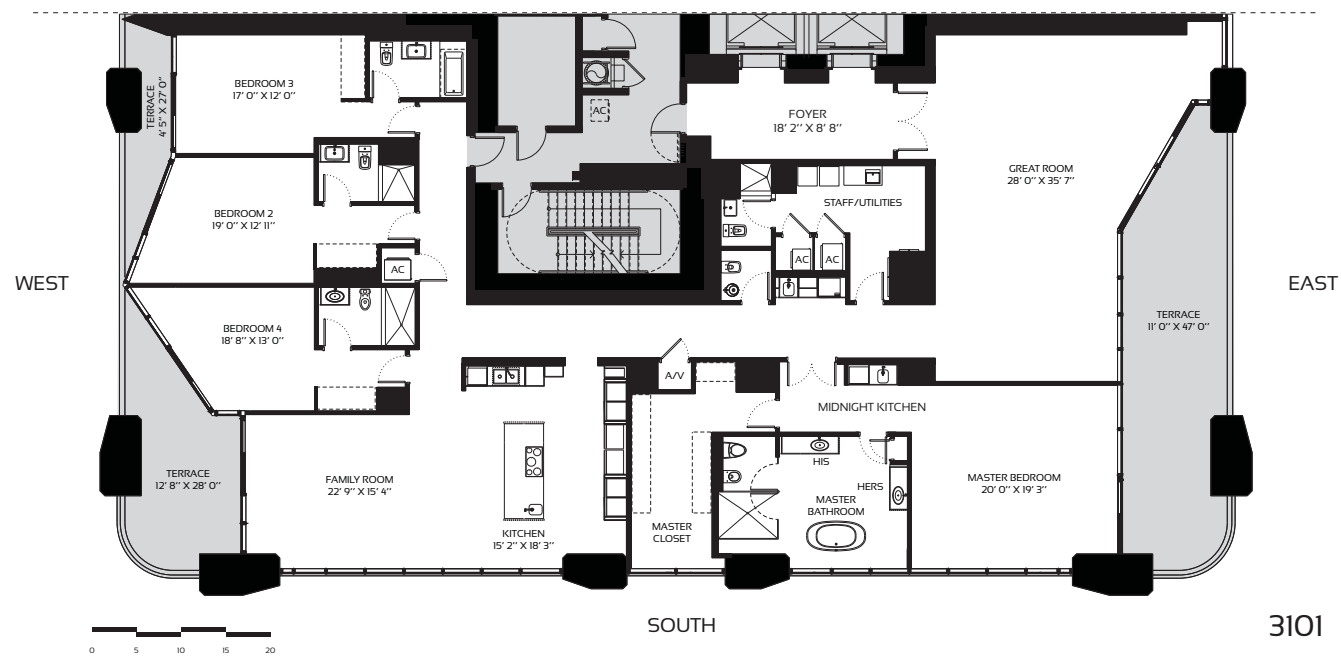 BEDROOM 3
17' 0'' X 12' 0''
TERRACE
4' 5'' X 27' 0''
AC
FOYER
18' 2'' X 8' 8''
GREAT ROOM
28' 0'' X 35' 7''
STAFF/UTILITIES
BEDROOM 2
19' 0'' X 12' 11''
AC
AC
AC
WEST
EAST
BEDROOM 4
18' 8'' X 13' 0''
TERRACE
11' 0'' X 47' 0''
A/V
MIDNIGHT KITCHEN
TERRACE
12' 8'' X 28' 0''
FAMILY ROOM
22' 9'' X 15' 4''
HIS
HERS
MASTER BEDROOM
20' 0'' X 19' 3''
MASTER
BATHROOM
KITCHEN
15' 2'' X 18' 3''
MASTER
CLOSET
SOUTH
3101
0 5 10 15 20